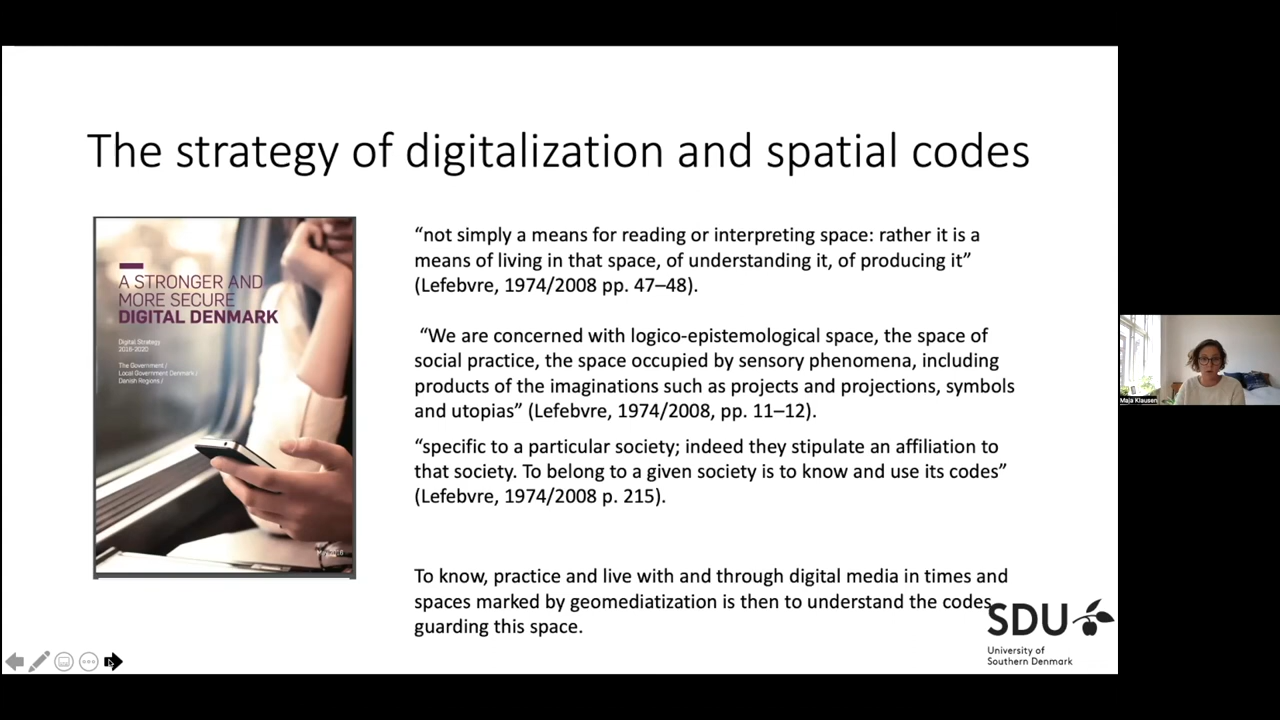 The strategy of digitalization and spatial codes
A STRONGER AND
MORE SECURE
DIGITAL DENMARK
Digital Strategy
2016-2020
The Government /
Local Government Denmark /
Danish Regions /
May 2016
“not simply a means for reading or interpreting space: rather it is a
means of living in that space, of understanding it, of producing it”
(Lefebvre, 1974/2008 pp. 47–48).
“We are concerned with logico-epistemological space, the space of
social practice, the space occupied by sensory phenomena, including
products of the imaginations such as projects and projections, symbols
and utopias” (Lefebvre, 1974/2008, pp. 11–12).
“specific to a particular society; indeed they stipulate an affiliation to
that society. To belong to a given society is to know and use its codes”
(Lefebvre, 1974/2008 p. 215).
To know, practice and live with and through digital media in times and
spaces marked by geomediatization is then to understand the codes
guarding this space.
SDU
University of
Southern Denmark
Maja Klausen